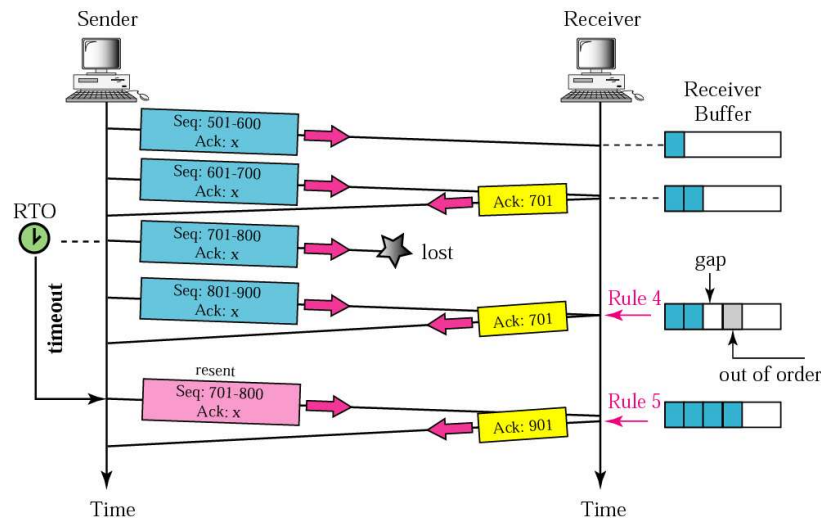 Sender
Receiver
Receiver
Buffer
Seq: 501-600
Ack: x
Seq: 601-700
Ack: x
Ack: 701
RTO
Seq: 701-800
Ack: x
lost
gap
timeout
Seq: 801-900
Ack: x
Ack: 701
Rule 4
out of order
resent
Seq: 701-800
Ack: x
Ack: 901
Rule 5
Time
Time